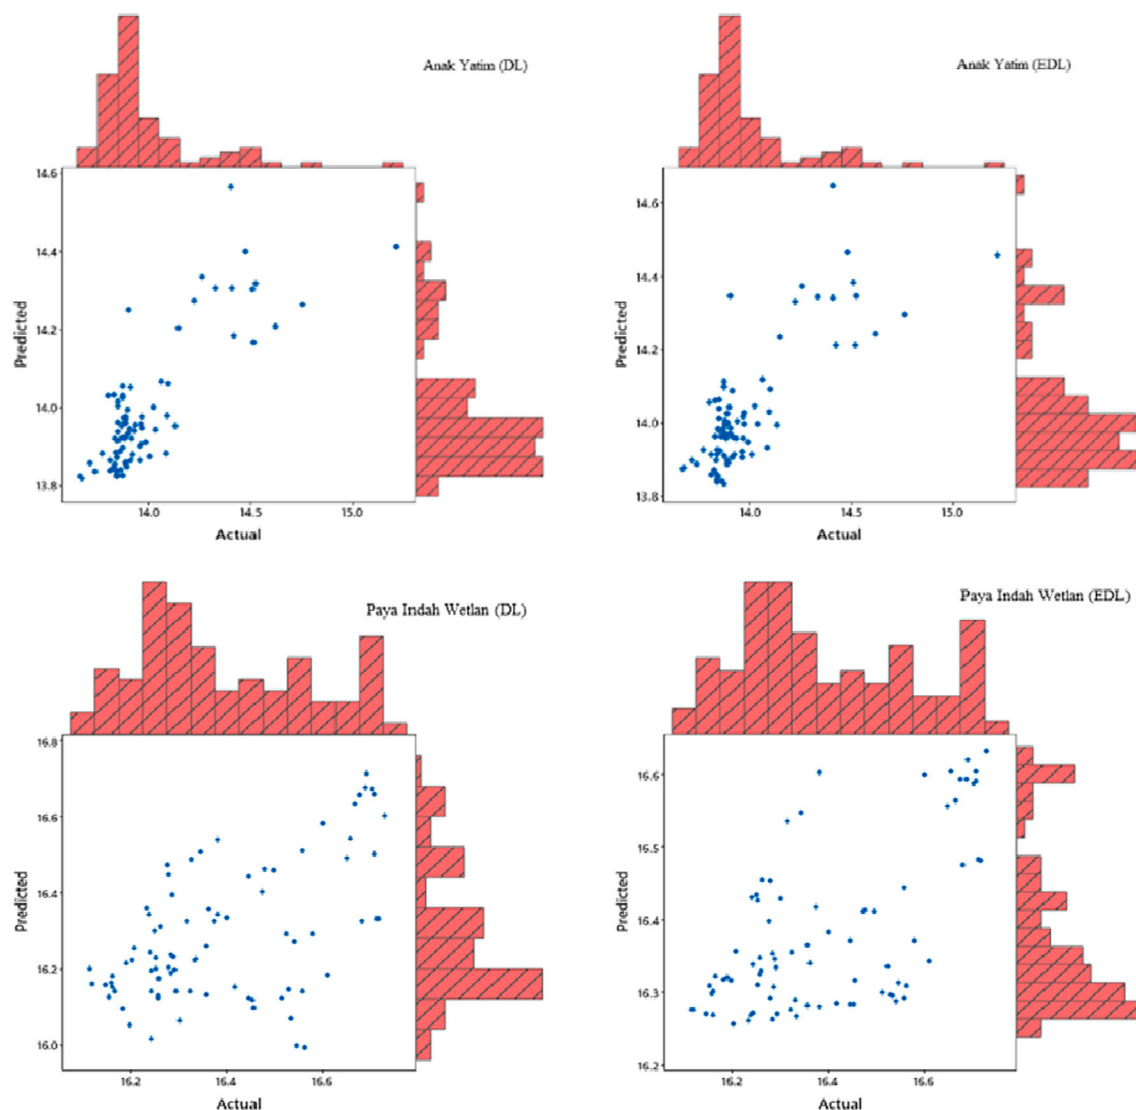 Anak Yatim (DL)
14.6
14.4
14.2
14.0
13.8
Predicted
14.0 14.5 15.0
Actual
Anak Yatim (EDL)
14.6
14.4
14.2
14.0
13.8
Predicted
14.0 14.5 15.0
Actual
Paya Indah Wetlan (DL)
16.8
16.6
16.4
16.2
16.0
Predicted
16.2 16.4 16.6
Actual
Paya Indah Wetlan (EDL)
16.6
16.5
16.4
16.3
16.2
Predicted
16.2 16.4 16.6
Actual